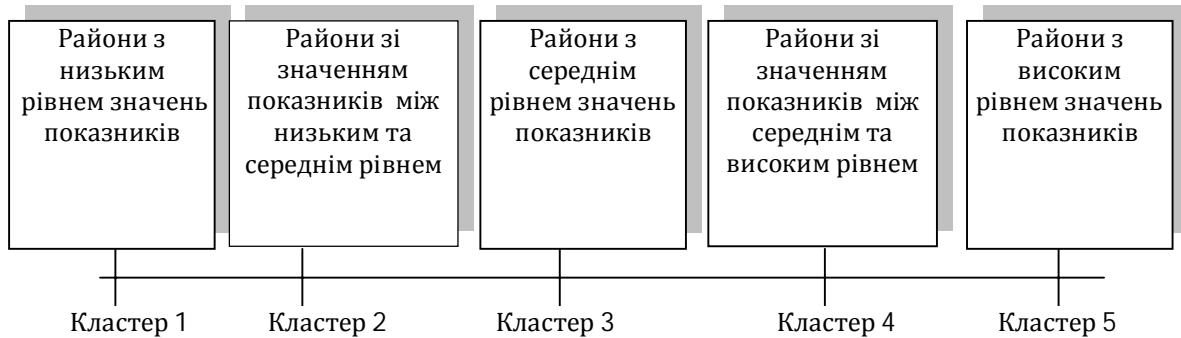 Райони з
низьким
рівнем значень
показників
Райони зі
значенням
показників між
низьким та
середнім рівнем
Райони з
середнім
рівнем значень
показників
Райони зі
значенням
показників між
середнім та
високим рівнем
Райони з
високим
рівнем значень
показників
Кластер 1
Кластер 2
Кластер 3
Кластер 4
Кластер 5